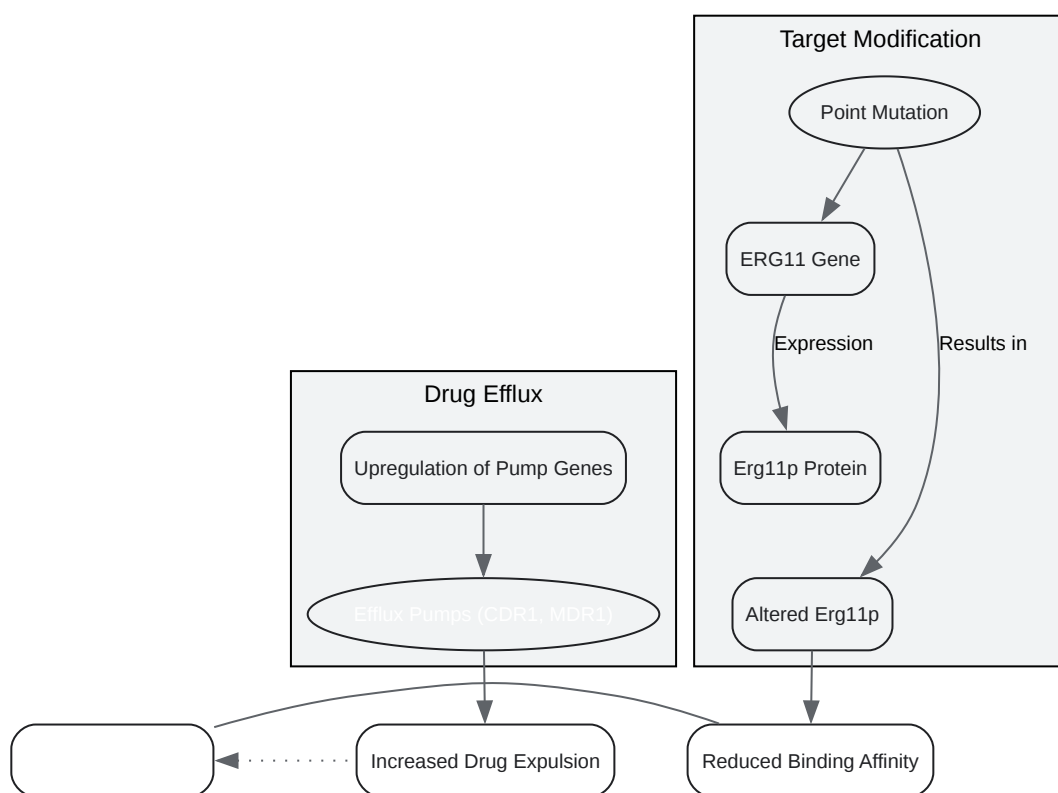 Target Modification
Point Mutation
ERG11 Gene
Expression
Results in
Drug Efflux
Upregulation of Pump Genes
Erg11p Protein
Efflux Pumps (CDR1, MDR1)
Altered Erg11p
Increased Drug Expulsion
Reduced Binding Affinity